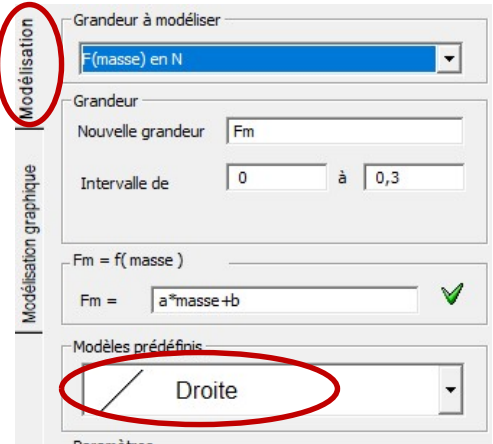 Modélisation
Grandeur à modéliser
F(masse) en N
Grandeur
Nouvelle grandeur Fm
Intervalle de 0 à 0,3
Modélisation graphique
Fm = f( masse )
Fm = a*masse+b
Modèles prédéfinis
Droite
Paramètres